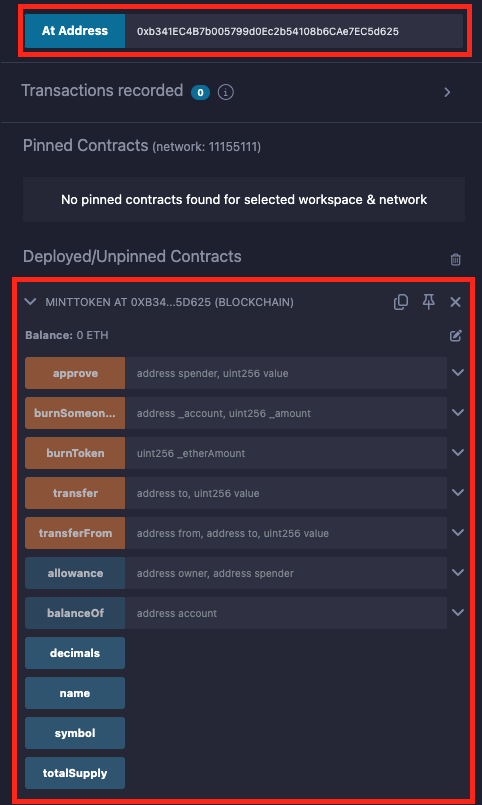 At Address 0xb341EC4B7b005799d0Ec2b54108b6CAe7EC5d625
Transactions recorded 0 i
Pinned Contracts (network: 11155111)
No pinned contracts found for selected workspace & network
Deployed/Unpinned Contracts
MINTTOKEN AT 0XB34...5D625 (BLOCKCHAIN)
Balance: 0 ETH
approve address spender, uint256 value
burnSomeon... address _account, uint256 _amount
burnToken uint256 _etherAmount
transfer address to, uint256 value
transferFrom address from, address to, uint256 value
allowance address owner, address spender
balanceOf address account
decimals
name
symbol
totalSupply